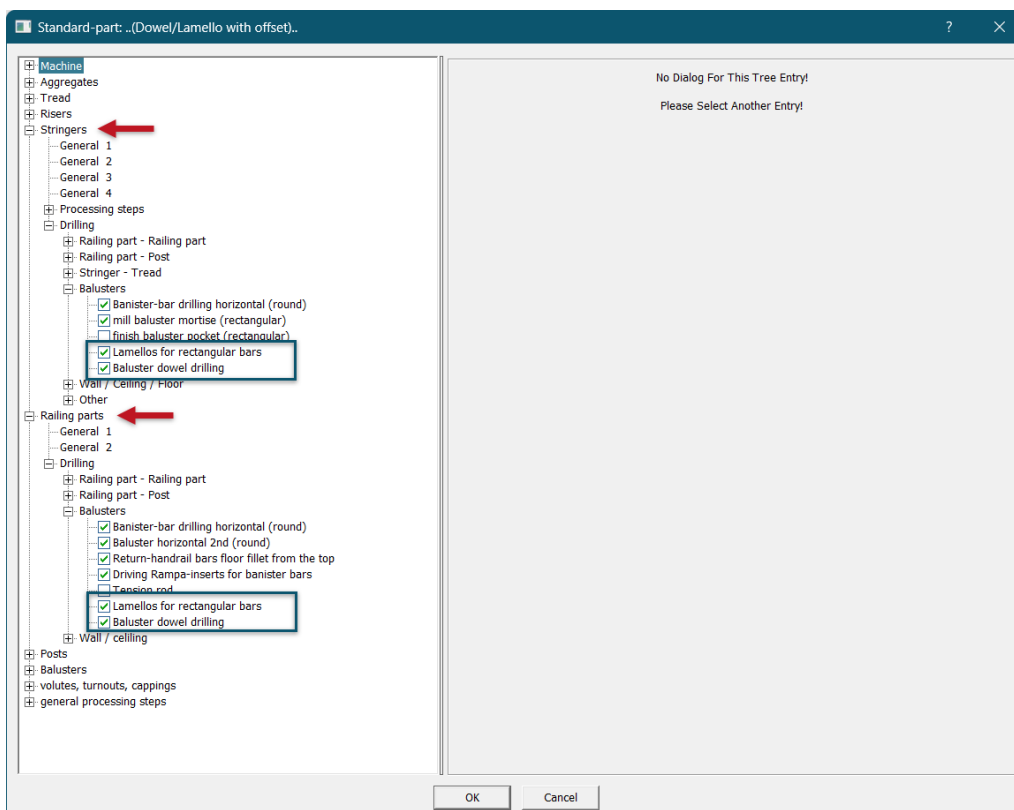 Standard-part: ..(Dowel/Lamello with offset)..
?
Machine
Aggregates
Tread
Risers
Stringers
General 1
General 2
General 3
General 4
Processing steps
Drilling
Railing part - Railing part
Railing part - Post
Stringer - Tread
Balusters
Banister-bar drilling horizontal (round)
mill baluster mortise (rectangular)
finish baluster pocket (rectangular)
Lamellos for rectangular bars
Baluster dowel drilling
Wall / Ceiling / Floor
Other
Railing parts
General 1
General 2
Drilling
Railing part - Railing part
Railing part - Post
Balusters
Banister-bar drilling horizontal (round)
Baluster horizontal 2nd (round)
Return-handrail bars floor fillet from the top
Driving Rampa-inserts for banister bars
Tension rod
Lamellos for rectangular bars
Baluster dowel drilling
Wall / celiling
Posts
Balusters
volutes, turnouts, cappings
general processing steps
No Dialog For This Tree Entry!
Please Select Another Entry!
OK
Cancel